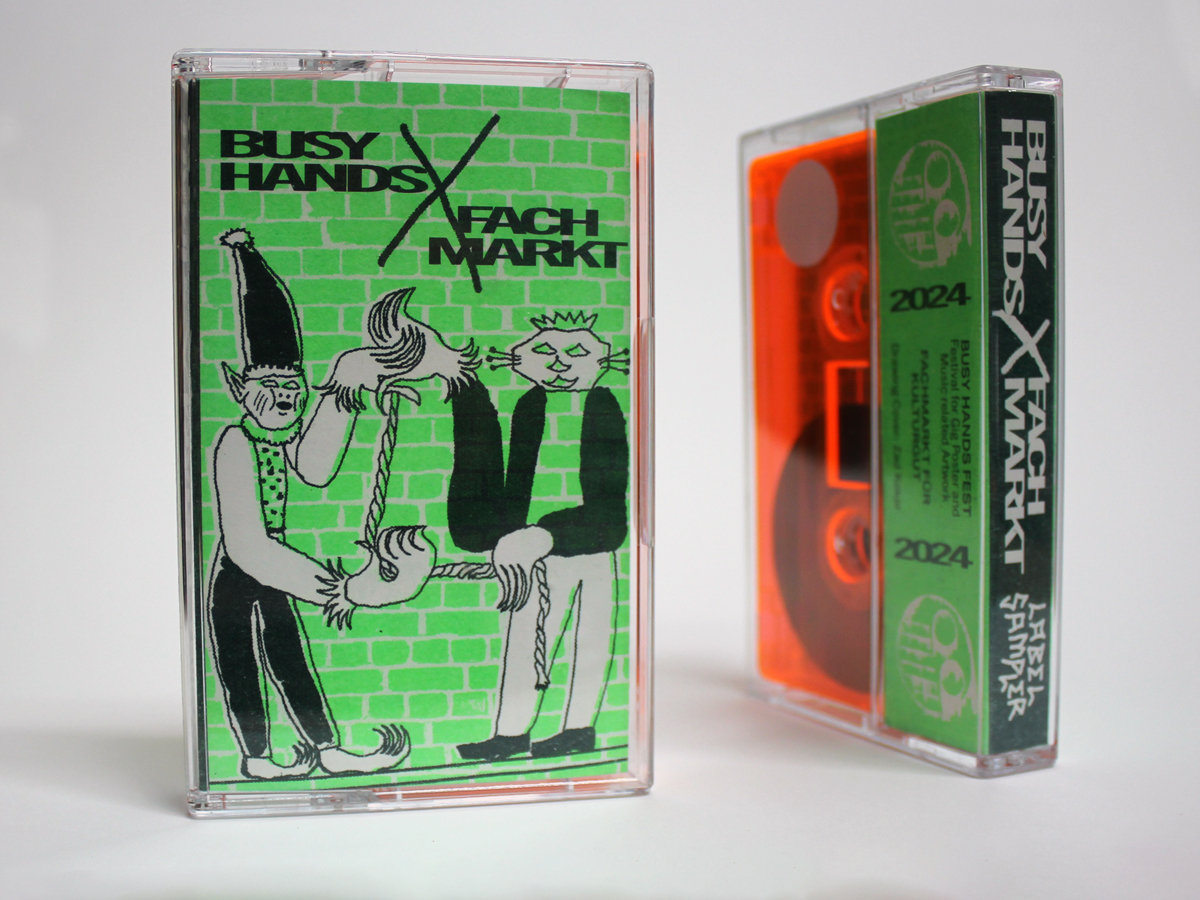 BUSY
HANDS
X
FACH
MARKT
2024
BUSY HANDS FEST
Festival for Gig Poster and
Music-related Artwork.
FACHMARKT FÜR
KULTURGUT
2024
BUSY
HANDS
X
FACH
MARKT
LABEL
SAMPLER